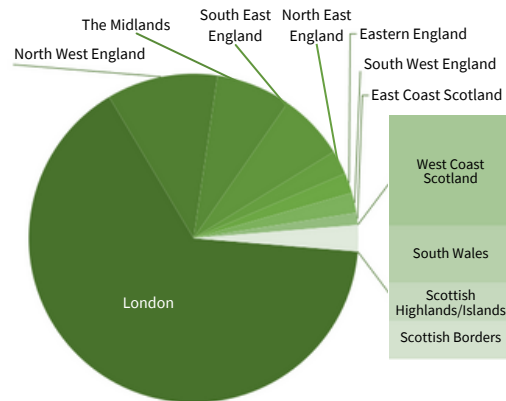 South East
England
North East
England
The Midlands
Eastern England
North West England
South West England
East Coast Scotland
West Coast
Scotland
South Wales
Scottish
Highlands/Islands
Scottish Borders
London